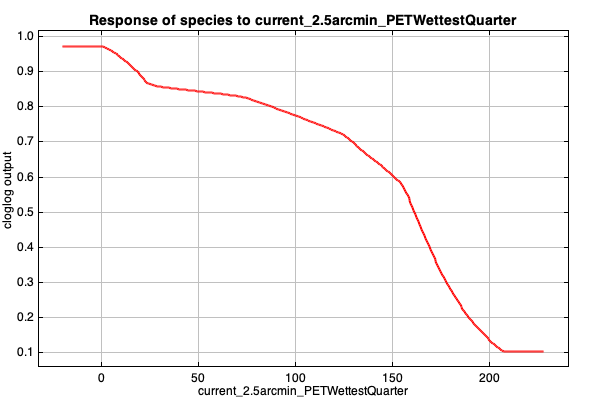 Response of species to current_2.5arcmin_PETWettestQuarter
1.0
0.9
0.8
0.7
0.6
0.5
0.4
0.3
0.2
0.1
cloglog output
0 50 100 150 200
current_2.5arcmin_PETWettestQuarter